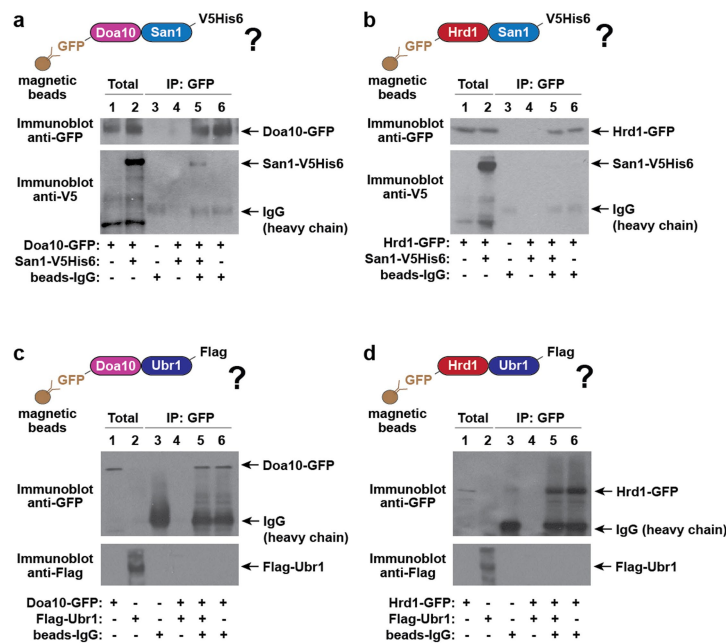 a
GFP Doa10 San1 V5His6 ?
magnetic
beads
Total IP: GFP
1 2 3 4 5 6
Immunoblot
anti-GFP
Doa10-GFP
San1-V5His6
Immunoblot
anti-V5
IgG
(heavy chain)
Doa10-GFP: + + - + + +
San1-V5His6: - + - + + -
beads-IgG: - - + - + +
b
GFP Hrd1 San1 V5His6 ?
magnetic
beads
Total IP: GFP
1 2 3 4 5 6
Immunoblot
anti-GFP
Hrd1-GFP
San1-V5His6
Immunoblot
anti-V5
IgG
(heavy chain)
Hrd1-GFP: + + - + + +
San1-V5His6: - + - + + -
beads-IgG: - - + - + +
c
GFP Doa10 Ubr1 Flag ?
magnetic
beads
Total IP: GFP
1 2 3 4 5 6
Doa10-GFP
Immunoblot
anti-GFP
IgG
(heavy chain)
Immunoblot
anti-Flag
Flag-Ubr1
Doa10-GFP: + - - + + +
Flag-Ubr1: - + - + + -
beads-IgG: - - + - + +
d
GFP Hrd1 Ubr1 Flag ?
magnetic
beads
Total IP: GFP
1 2 3 4 5 6
Immunoblot
anti-GFP
Hrd1-GFP
IgG (heavy chain)
Immunoblot
anti-Flag
Flag-Ubr1
Hrd1-GFP: + - - + + +
Flag-Ubr1: - + - + + -
beads-IgG: - - + - + +